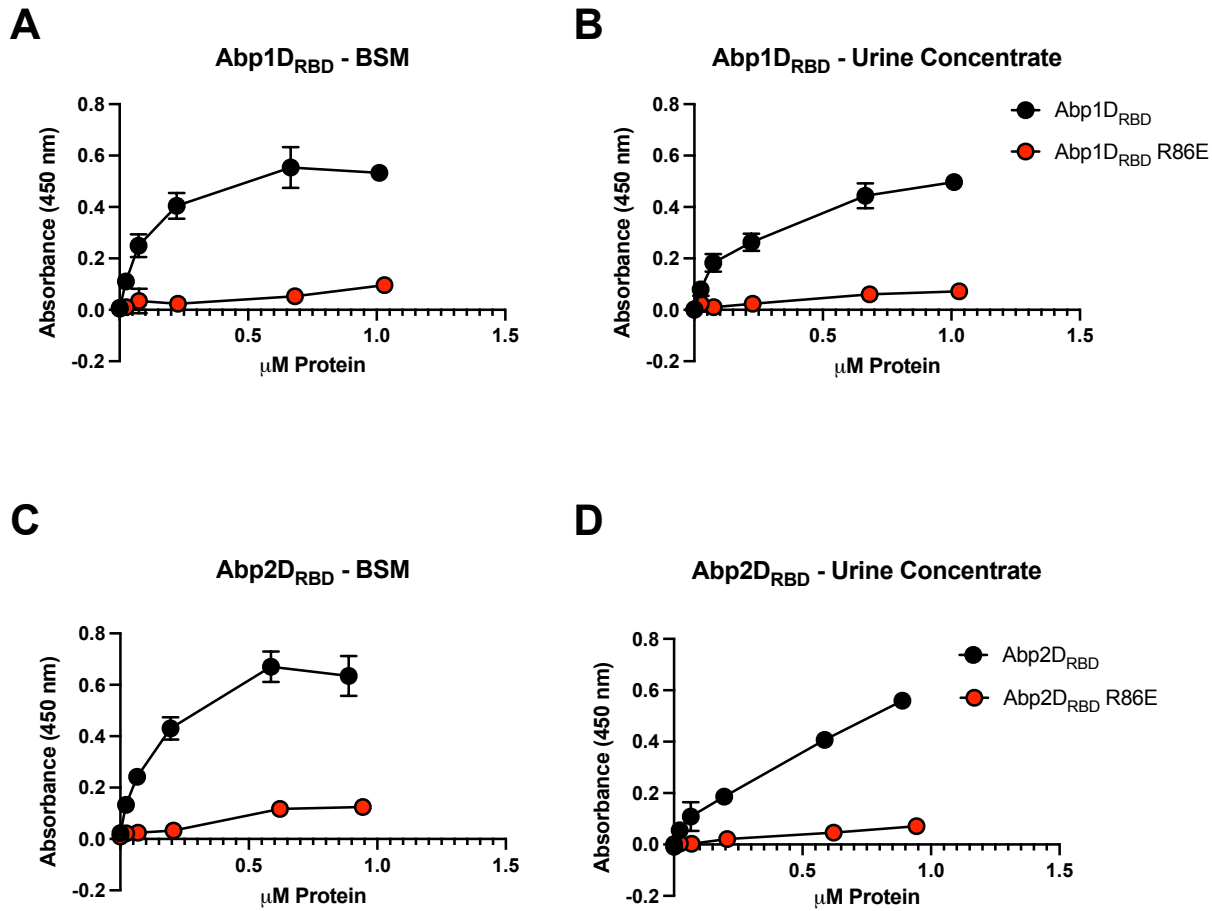 A
Abp1DRBD - BSM
Absorbance (450 nm)
0.8
0.6
0.4
0.2
0.0
-0.2
0.5
1.0
1.5
μM Protein
B
Abp1DRBD - Urine Concentrate
Absorbance (450 nm)
0.8
0.6
0.4
0.2
0.0
-0.2
0.5
1.0
1.5
μM Protein
Abp1DRBD
Abp1DRBD R86E
C
Abp2DRBD - BSM
Absorbance (450 nm)
0.8
0.6
0.4
0.2
0.0
-0.2
0.5
1.0
1.5
μM Protein
D
Abp2DRBD - Urine Concentrate
Absorbance (450 nm)
0.8
0.6
0.4
0.2
0.0
-0.2
0.5
1.0
1.5
μM Protein
Abp2DRBD
Abp2DRBD R86E